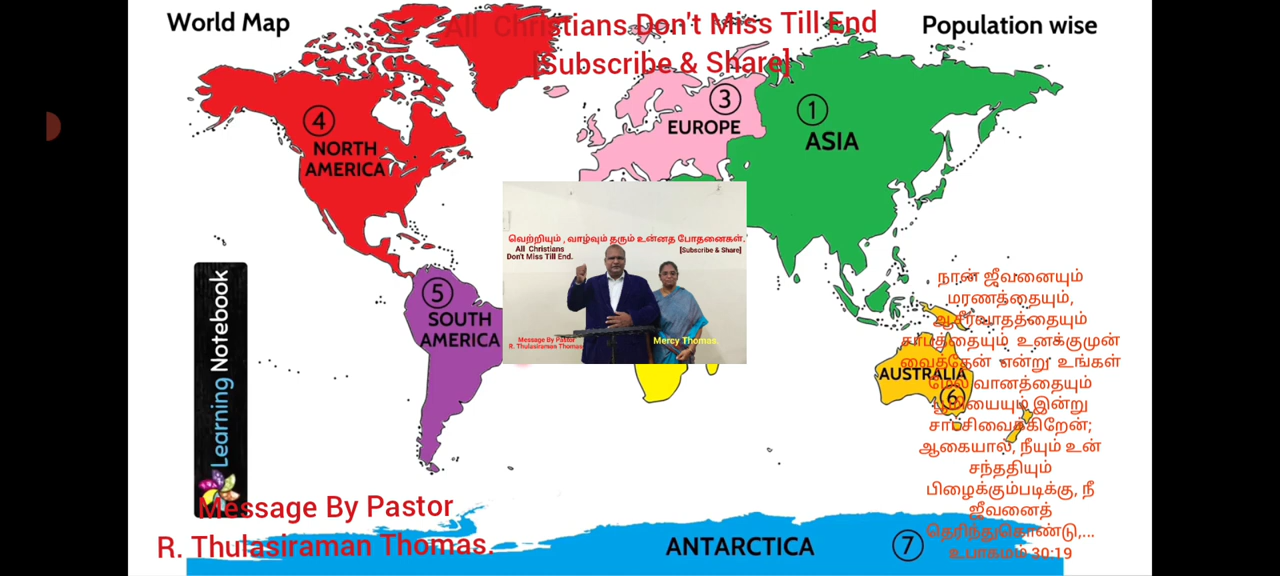 World Map
All Christians Don't Miss Till End
[Subscribe & Share]
Population wise
4
NORTH
AMERICA
3
EUROPE
1
ASIA
5
SOUTH
AMERICA
வெற்றியும் , வாழ்வும் தரும் உன்னத போதனைகள்.
All Christians
Don't Miss Till End.
[Subscribe & Share]
Message By Pastor
R. Thulasiraman Thomas.
Mercy Thomas.
Learning Notebook
AUSTRALIA
6
நான் ஜீவனையும்
மரணத்தையும்,
ஆசீர்வாதத்தையும்
சாபத்தையும் உனக்குமுன்
வைத்தேன் என்று உங்கள்
மேல் வானத்தையும்
பூமியையும் இன்று
சாட்சிவைக்கிறேன்;
ஆகையால், நீயும் உன்
சந்ததியும்
பிழைக்கும்படிக்கு, நீ
ஜீவனைத்
தெரிந்துகொண்டு,...
உபாகமம் 30:19
Message By Pastor
R. Thulasiraman Thomas.
ANTARCTICA
7